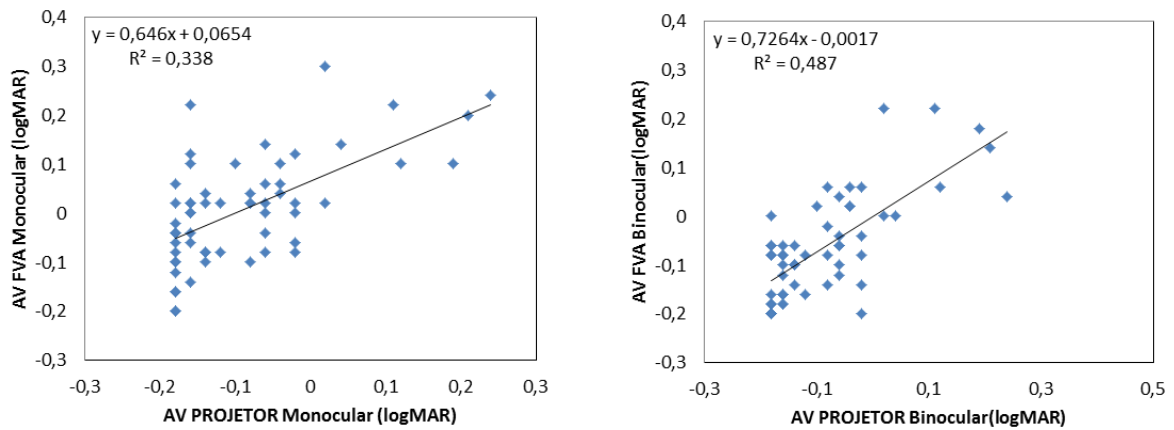 y = 0,646x + 0,0654
R² = 0,338
0,4
0,3
0,2
0,1
0
-0,1
-0,2
-0,3
-0,3 -0,2 -0,1 0 0,1 0,2 0,3
AV FVA Monocular (logMAR)
AV PROJETOR Monocular (logMAR)
y = 0,7264x - 0,0017
R² = 0,487
0,4
0,3
0,2
0,1
0
-0,1
-0,2
-0,3
-0,3 -0,1 0,1 0,3 0,5
AV FVA Binocular(logMAR)
AV PROJETOR Binocular(logMAR)